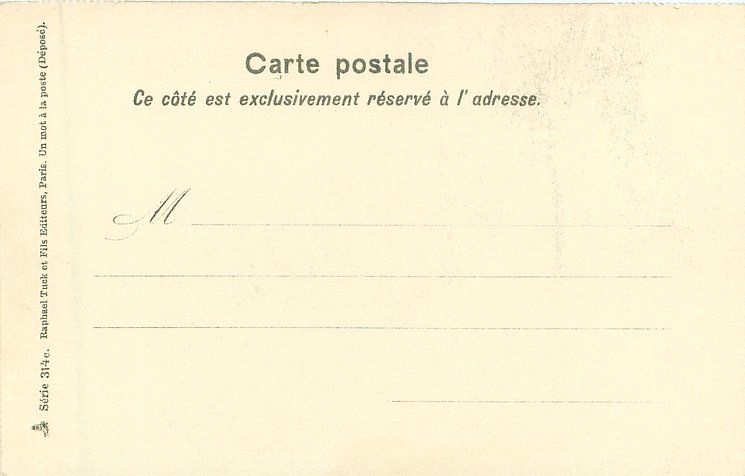 Carte postale
Ce côté est exclusivement réservé à l'adresse.
M
Série 314c. Raphael Tuck et Fils Editeurs, Paris. Un mot à la poste (Déposé).